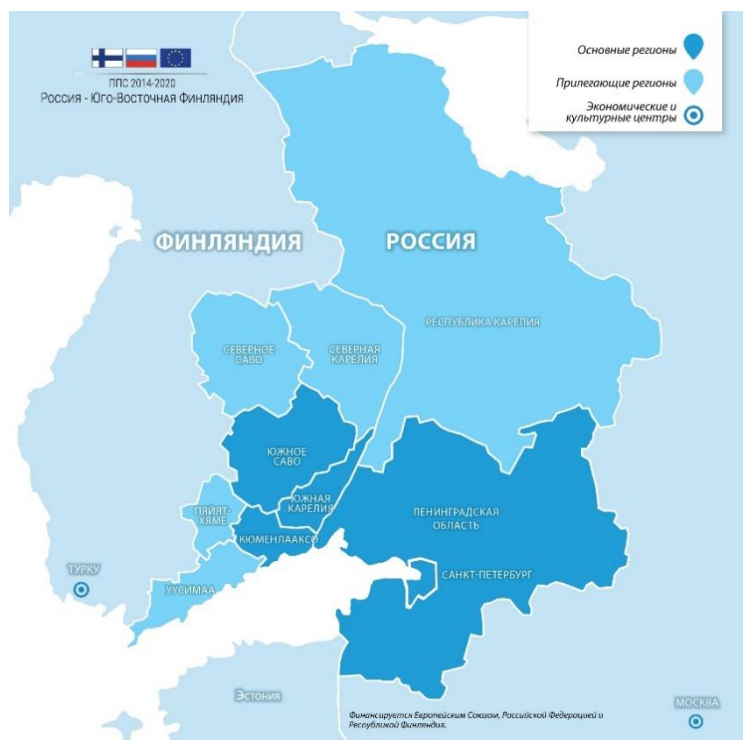 ППС 2014-2020
Россия - Юго-Восточная Финляндия
Основные регионы
Прилегающие регионы
Экономические и
культурные центры
ФИНЛЯНДИЯ
РОССИЯ
РЕСПУБЛИКА КАРЕЛИЯ
СЕВЕРНОЕ
САВО
СЕВЕРНАЯ
КАРЕЛИЯ
ЮЖНОЕ
САВО
ЮЖНАЯ
КАРЕЛИЯ
ПЯЙЯТ-
ХЯМЕ
ЛЕНИНГРАДСКАЯ
ОБЛАСТЬ
КЮМЕНЛААКСО
ТУРКУ
САНКТ-ПЕТЕРБУРГ
УУСИМАА
Эстония
МОСКВА
Финансируется Европейским Союзом, Российской Федерацией и
Республикой Финляндия.